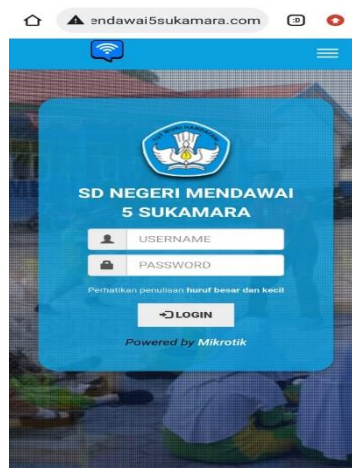 endawai5sukamara.com
:D
SD NEGERI MENDAWAI
5 SUKAMARA
USERNAME
PASSWORD
Perhatikan penulisan huruf besar dan kecil
LOGIN
Powered by Mikrotik